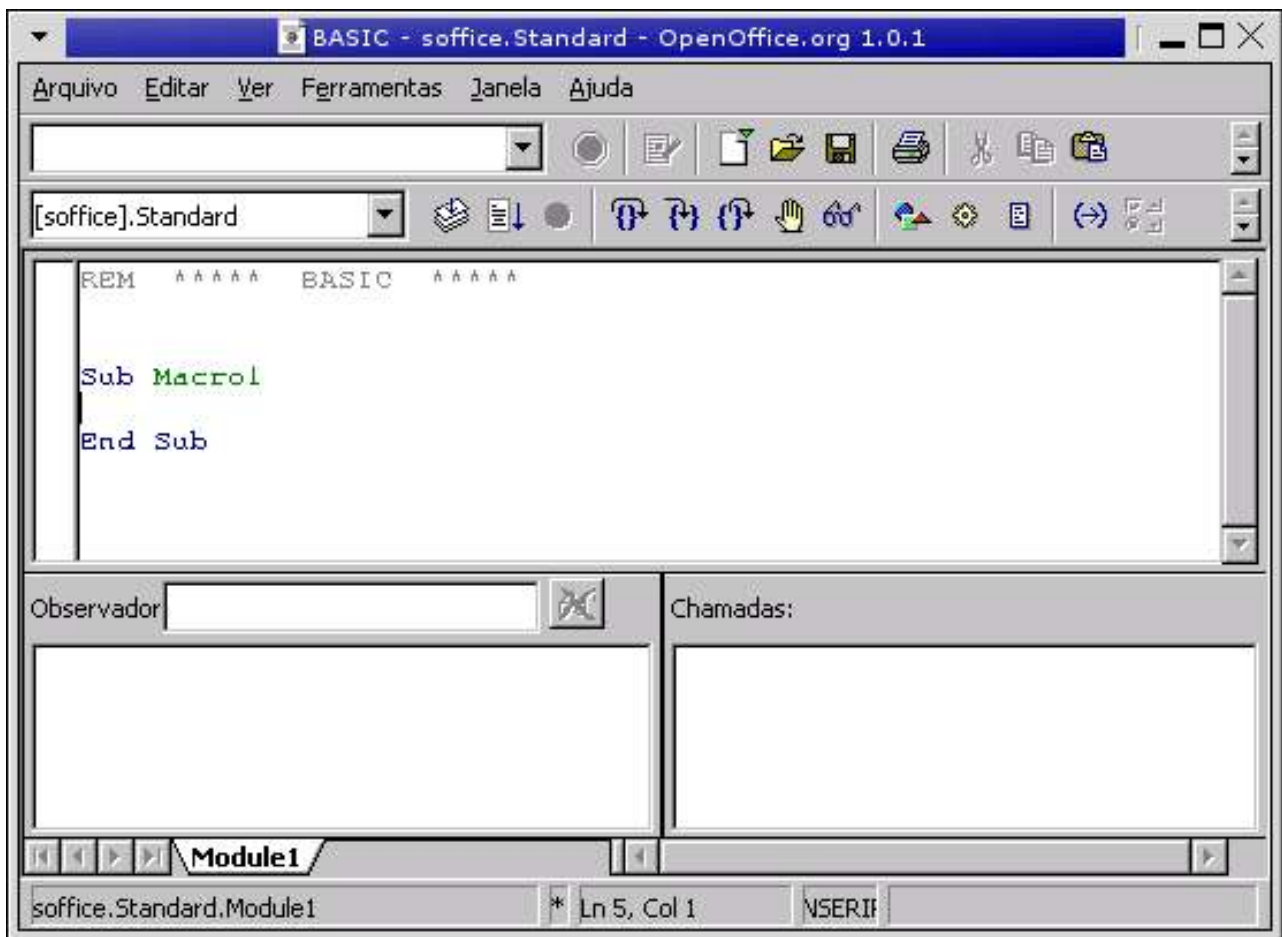 BASIC - soffice.Standard - OpenOffice.org 1.0.1
Arquivo Editar Ver Ferramentas Janela Ajuda
[soffice].Standard
REM ***** BASIC *****
Sub Macro1
End Sub
Observador
Chamadas:
Module1
soffice.Standard.Module1 * Ln 5, Col 1 NSERIF